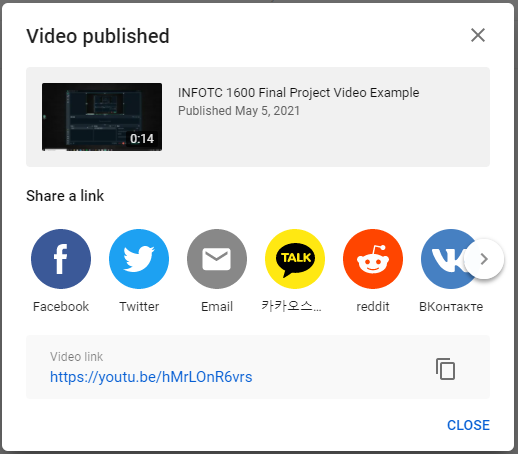 Video published
INFOTC 1600 Final Project Video Example
Published May 5, 2021
0:14
Share a link
TALK
Facebook
Twitter
Email
카카오스...
reddit
ВКонтакте
Video link
https://youtu.be/hMrLOnR6vrs
CLOSE